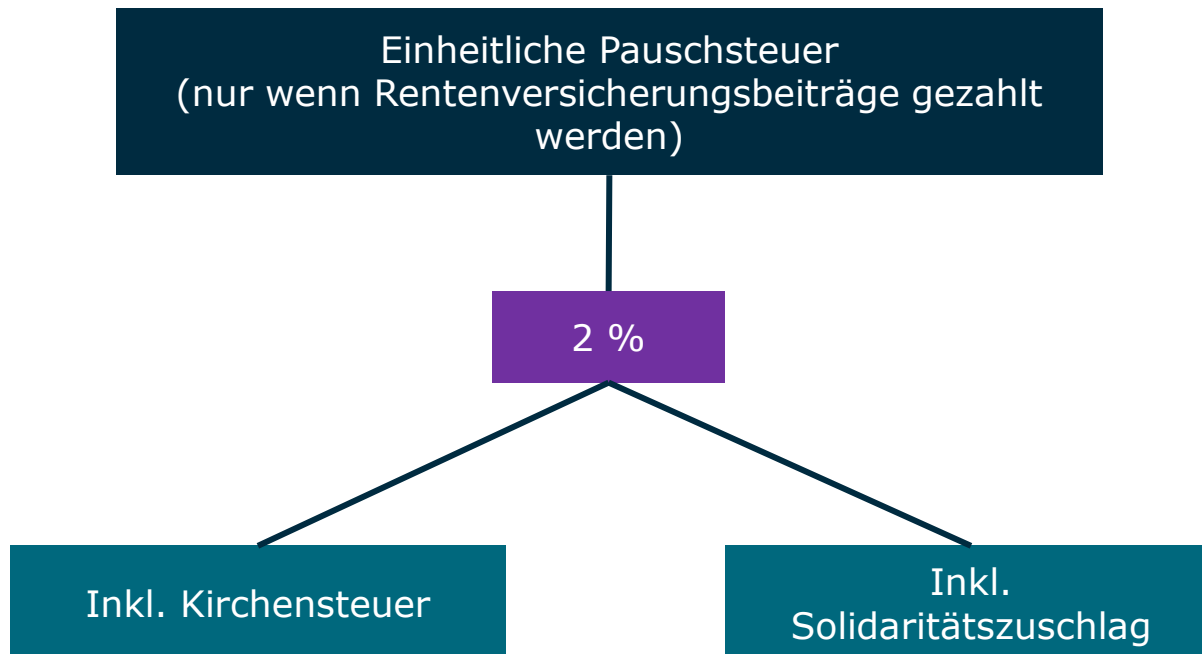 Einheitliche Pauschsteuer
(nur wenn Rentenversicherungsbeiträge gezahlt
werden)
2 %
Inkl. Kirchensteuer
Inkl.
Solidaritätszuschlag